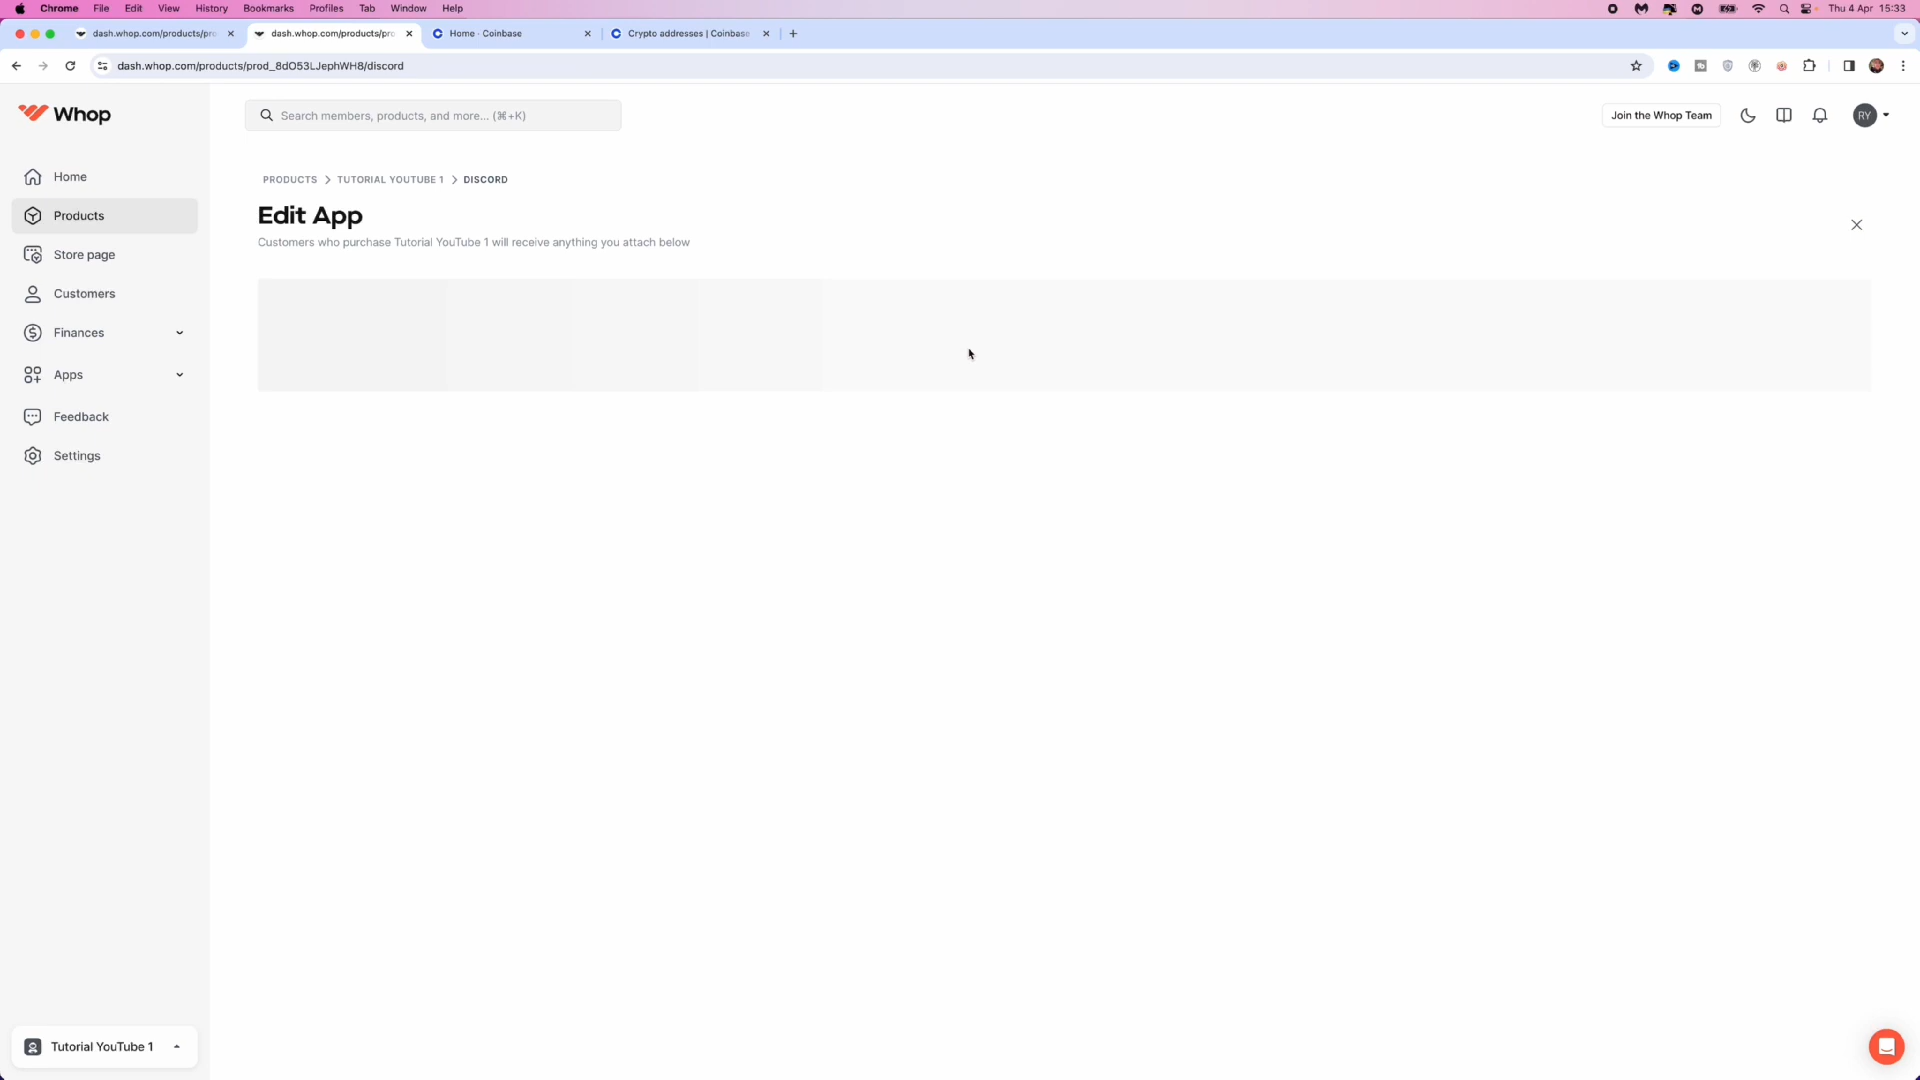 Chrome File Edit View History Bookmarks Profiles Tab Window Help Thu 4 Apr 15:33
dash.whop.com/products/pro dash.whop.com/products/pro Home - Coinbase Crypto addresses | Coinbase
dash.whop.com/products/prod_8dO53LJephWH8/discord
Whop
Search members, products, and more... (⌘+K)
Join the Whop Team
RY
Home
Products
Store page
Customers
Finances
Apps
Feedback
Settings
PRODUCTS > TUTORIAL YOUTUBE 1 > DISCORD
Edit App
Customers who purchase Tutorial YouTube 1 will receive anything you attach below
Tutorial YouTube 1